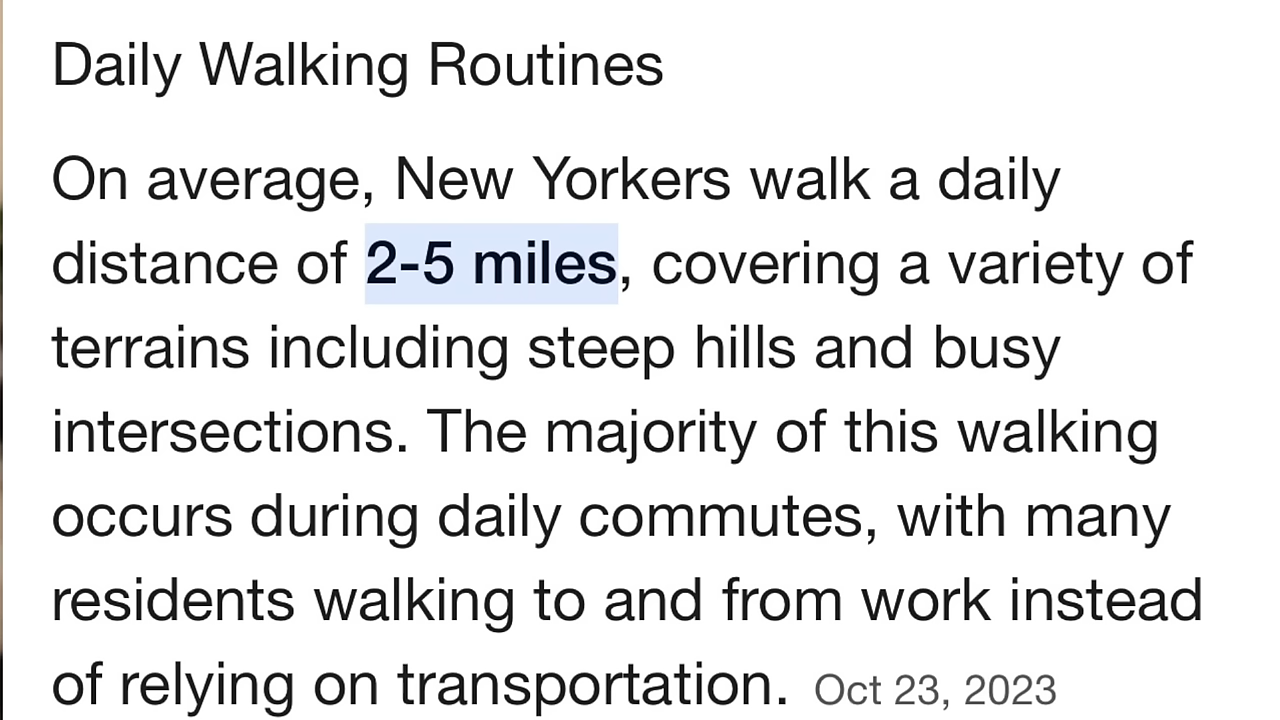 Daily Walking Routines
On average, New Yorkers walk a daily
distance of 2-5 miles, covering a variety of
terrains including steep hills and busy
intersections. The majority of this walking
occurs during daily commutes, with many
residents walking to and from work instead
of relying on transportation. Oct 23, 2023